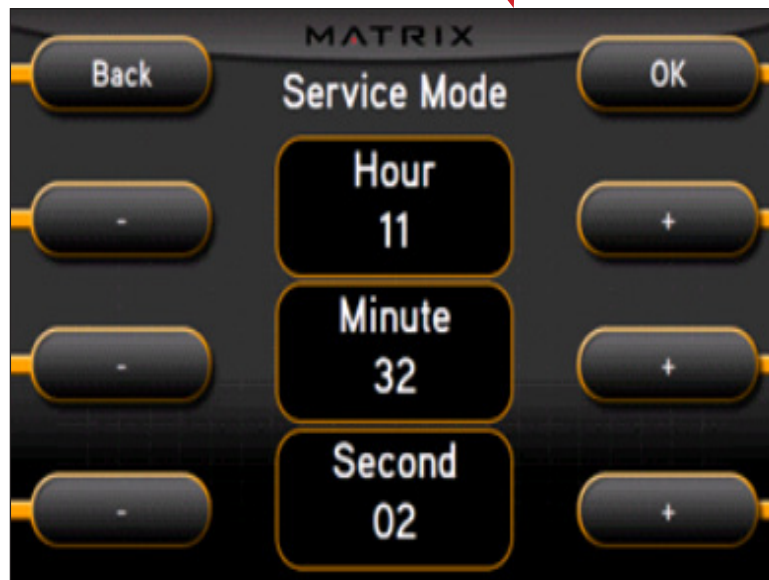 MATRIX
Back
Service Mode
OK
Hour
- 11 +
Minute
- 32 +
Second
- 02 +